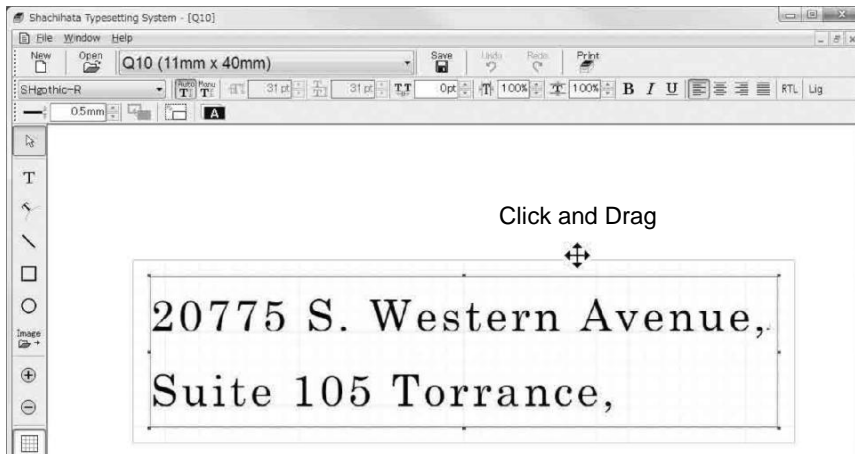 Shachihata Typesetting System - [Q10]
File Window Help
New Open Q10 (11mm x 40mm) Save Undo Redo Print
SHgothic-R Auto Manu 31 pt 31 pt 0pt 100% 100% B I U RTL Lig
0.5mm A
T
Click and Drag
20775 S. Western Avenue,
Suite 105 Torrance,
Image